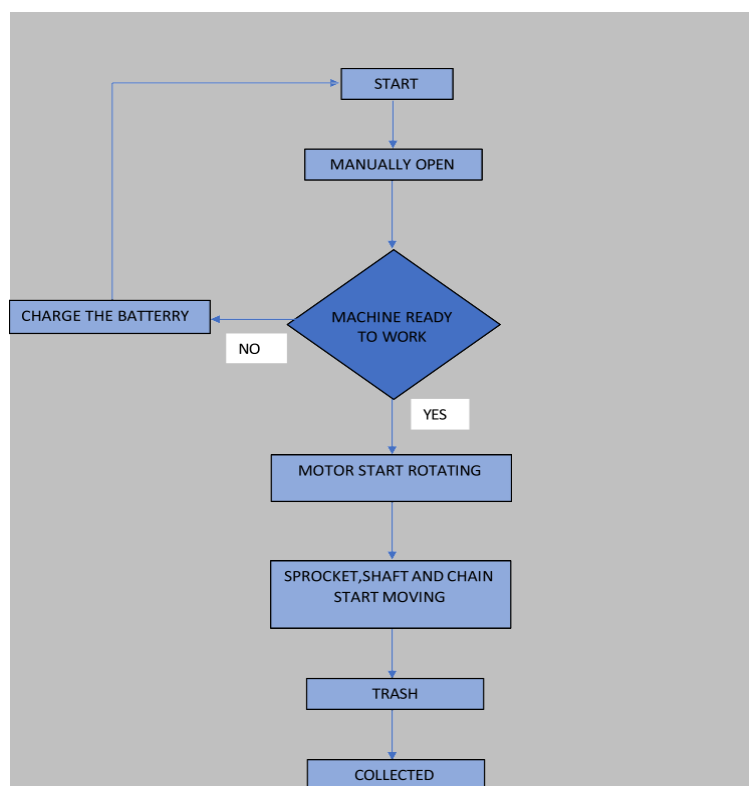 START
MANUALLY OPEN
MACHINE READY
TO WORK
CHARGE THE BATTERRY
NO
YES
MOTOR START ROTATING
SPROCKET,SHAFT AND CHAIN
START MOVING
TRASH
COLLECTED